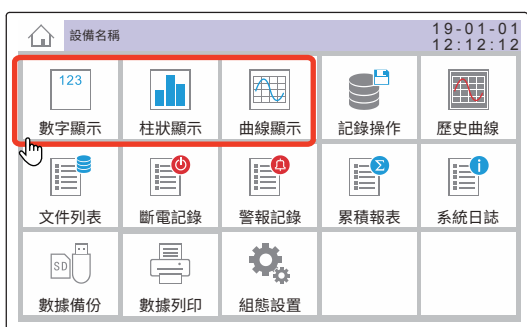 設備名稱
19-01-01
12:12:12
123
數字顯示
柱狀顯示
曲線顯示
記錄操作
歷史曲線
文件列表
斷電記錄
警報記錄
累積報表
系統日誌
SD
數據備份
數據列印
組態設置